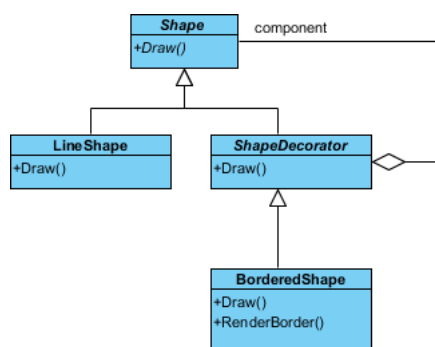 Shape
+Draw()
component
LineShape
+Draw()
ShapeDecorator
+Draw()
BorderedShape
+Draw()
+RenderBorder()